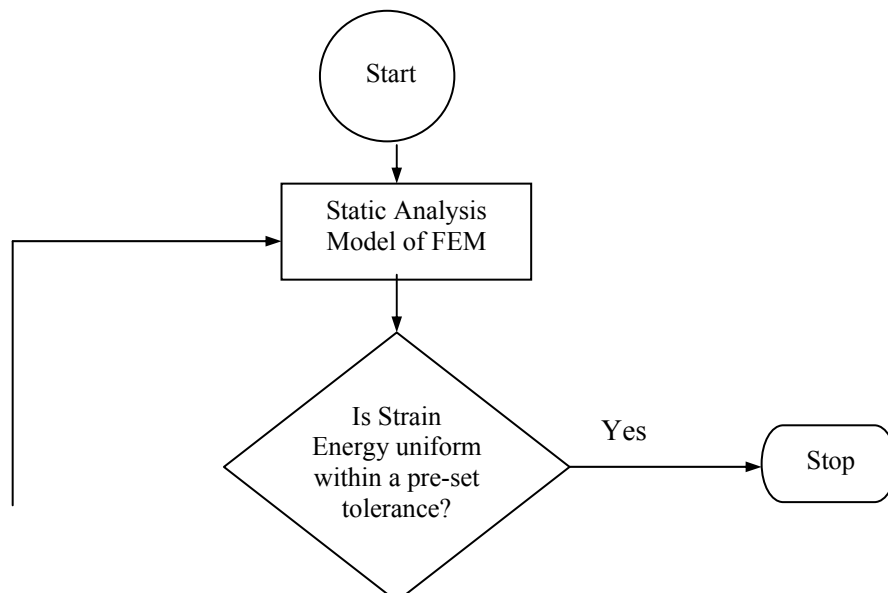 Start
Static Analysis
Model of FEM
Is Strain
Energy uniform
within a pre-set
tolerance?
Yes
Stop